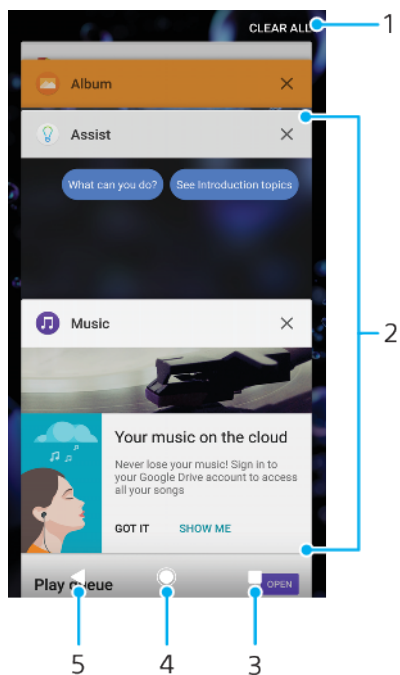 CLEAR ALL
1
Album
Assist
What can you do?
See Introduction topics
2
Music
Your music on the cloud
Never lose your music! Sign in to
your Google Drive account to access
all your songs
GOT IT
SHOW ME
Play queue
OPEN
5
4
3